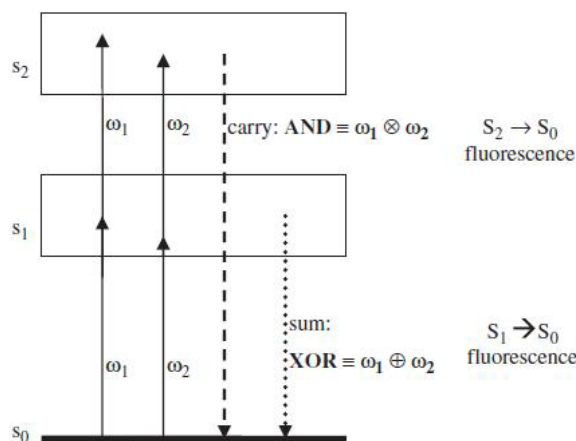 s₂
ω₁
ω₂
carry: AND ≡ ω₁ ⊗ ω₂
S₂ → S₀
fluorescence
s₁
sum:
XOR ≡ ω₁ ⊕ ω₂
S₁ → S₀
fluorescence
ω₁
ω₂
s₀